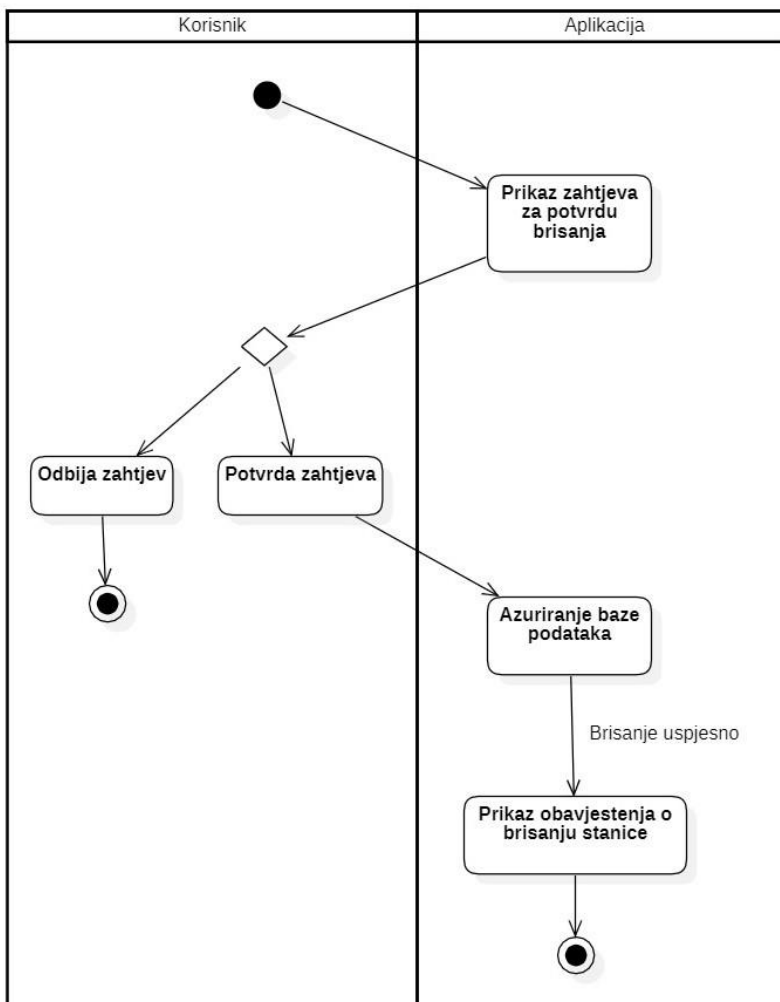 Korisnik
Aplikacija
Prikaz zahtjeva
za potvrdu
brisanja
Odbija zahtjev
Potvrda zahtjeva
Azuriranje baze
podataka
Brisanje uspjesno
Prikaz obavjestenja o
brisanju stanice